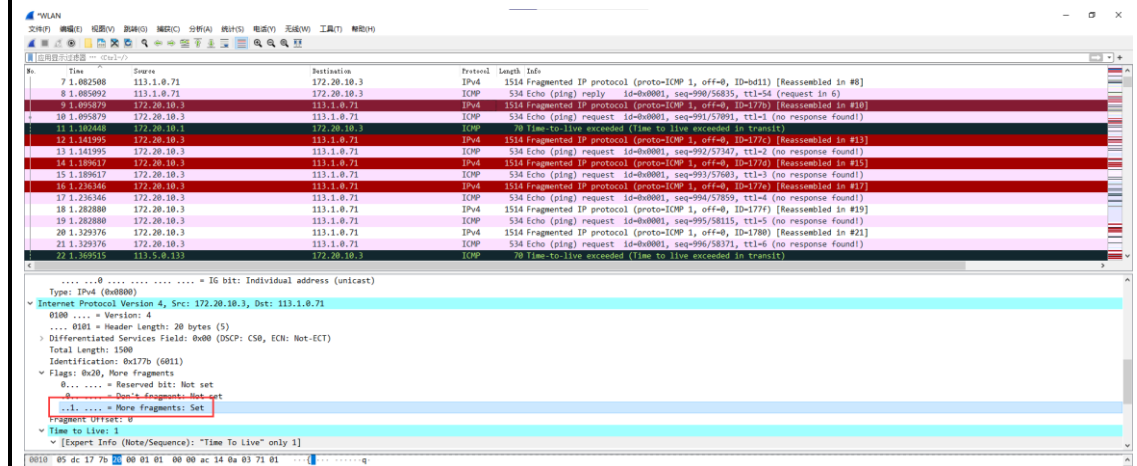 *WLAN
文件(F) 编辑(E) 视图(V) 跳转(G) 捕获(C) 分析(A) 统计(S) 电话(Y) 无线(W) 工具(T) 帮助(H)
应用显示过滤器 … <Ctrl-/>
No. Time Source Destination Protocol Length Info
7 1.082508 113.1.0.71 172.20.10.3 IPv4 1514 Fragmented IP protocol (proto=ICMP 1, off=0, ID=bd11) [Reassembled in #8]
8 1.085092 113.1.0.71 172.20.10.3 ICMP 534 Echo (ping) reply id=0x0001, seq=990/56835, ttl=54 (request in 6)
9 1.095879 172.20.10.3 113.1.0.71 IPv4 1514 Fragmented IP protocol (proto=ICMP 1, off=0, ID=177b) [Reassembled in #10]
10 1.095879 172.20.10.3 113.1.0.71 ICMP 534 Echo (ping) request id=0x0001, seq=991/57091, ttl=1 (no response found!)
11 1.102448 172.20.10.1 172.20.10.3 ICMP 70 Time-to-live exceeded (Time to live exceeded in transit)
12 1.141995 172.20.10.3 113.1.0.71 IPv4 1514 Fragmented IP protocol (proto=ICMP 1, off=0, ID=177c) [Reassembled in #13]
13 1.141995 172.20.10.3 113.1.0.71 ICMP 534 Echo (ping) request id=0x0001, seq=992/57347, ttl=2 (no response found!)
14 1.189617 172.20.10.3 113.1.0.71 IPv4 1514 Fragmented IP protocol (proto=ICMP 1, off=0, ID=177d) [Reassembled in #15]
15 1.189617 172.20.10.3 113.1.0.71 ICMP 534 Echo (ping) request id=0x0001, seq=993/57603, ttl=3 (no response found!)
16 1.236346 172.20.10.3 113.1.0.71 IPv4 1514 Fragmented IP protocol (proto=ICMP 1, off=0, ID=177e) [Reassembled in #17]
17 1.236346 172.20.10.3 113.1.0.71 ICMP 534 Echo (ping) request id=0x0001, seq=994/57859, ttl=4 (no response found!)
18 1.282880 172.20.10.3 113.1.0.71 IPv4 1514 Fragmented IP protocol (proto=ICMP 1, off=0, ID=177f) [Reassembled in #19]
19 1.282880 172.20.10.3 113.1.0.71 ICMP 534 Echo (ping) request id=0x0001, seq=995/58115, ttl=5 (no response found!)
20 1.329376 172.20.10.3 113.1.0.71 IPv4 1514 Fragmented IP protocol (proto=ICMP 1, off=0, ID=1780) [Reassembled in #21]
21 1.329376 172.20.10.3 113.1.0.71 ICMP 534 Echo (ping) request id=0x0001, seq=996/58371, ttl=6 (no response found!)
22 1.369515 113.5.0.133 172.20.10.3 ICMP 70 Time-to-live exceeded (Time to live exceeded in transit)
.... ...0 .... .... .... .... = IG bit: Individual address (unicast)
Type: IPv4 (0x0800)
Internet Protocol Version 4, Src: 172.20.10.3, Dst: 113.1.0.71
0100 .... = Version: 4
.... 0101 = Header Length: 20 bytes (5)
Differentiated Services Field: 0x00 (DSCP: CS0, ECN: Not-ECT)
Total Length: 1500
Identification: 0x177b (6011)
Flags: 0x20, More fragments
0... .... = Reserved bit: Not set
.0.. .... = Don't fragment: Not set
..1. .... = More fragments: Set
Fragment Offset: 0
Time to Live: 1
[Expert Info (Note/Sequence): "Time To Live" only 1]
0010 05 dc 17 7b 20 00 01 01 00 00 ac 14 0a 03 71 01 ···{ ··· ······q·